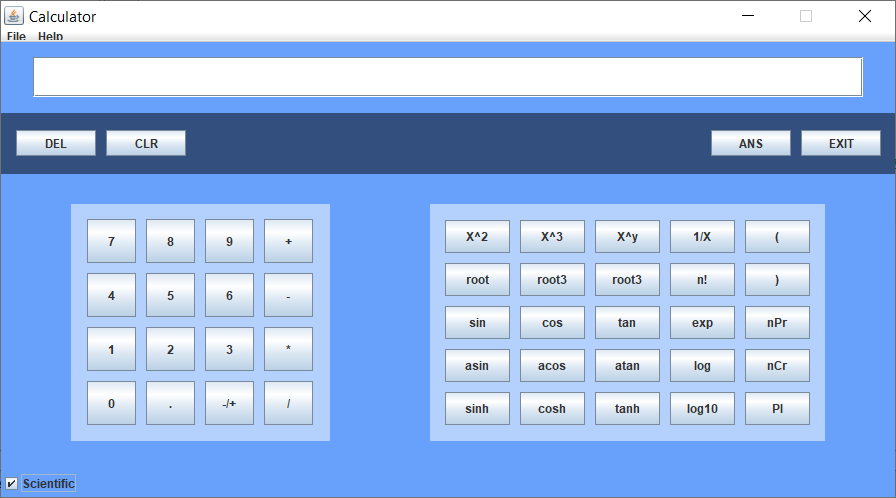 Calculator
File Help
DEL CLR ANS EXIT
7 8 9 + X^2 X^3 X^y 1/X (
4 5 6 - root root3 root3 n! )
1 2 3 * sin cos tan exp nPr
0 . -/+ / asin acos atan log nCr
sinh cosh tanh log10 PI
Scientific